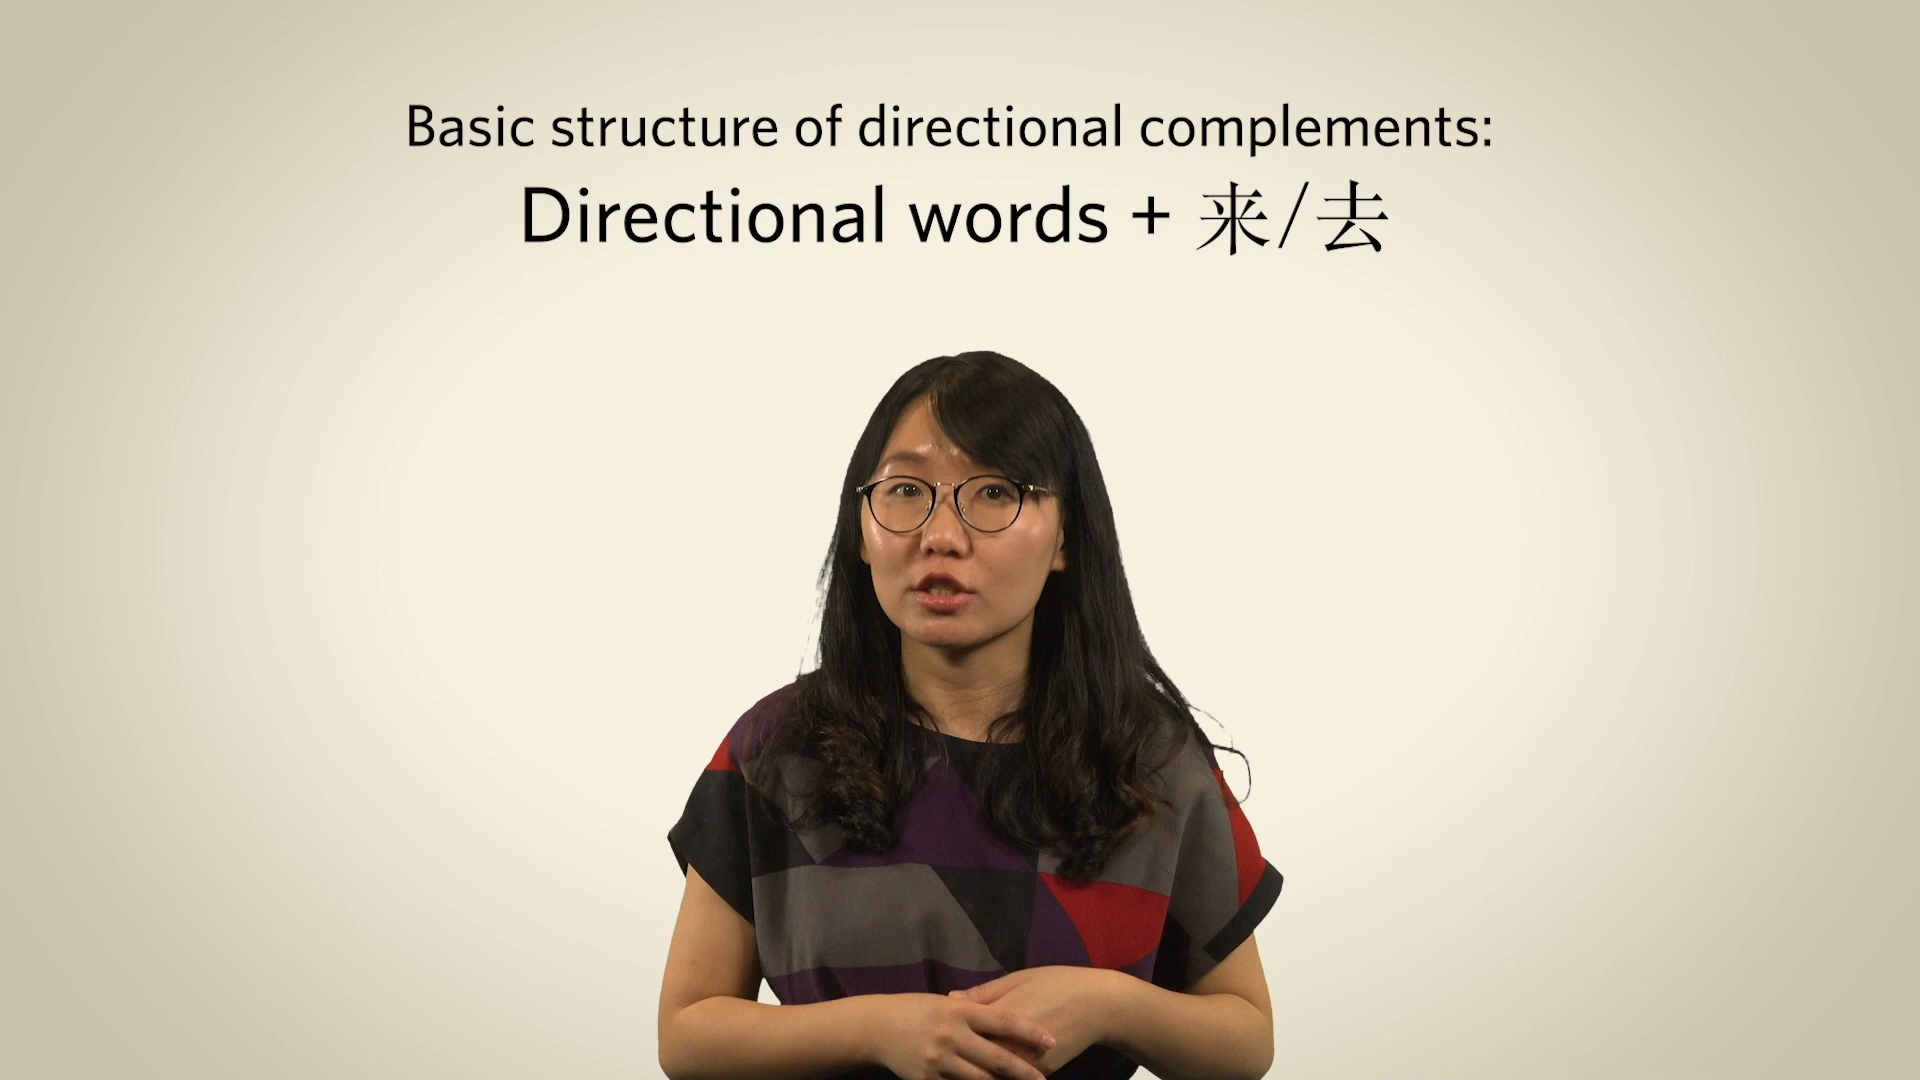 Basic structure of directional complements:
Directional words + 来/去